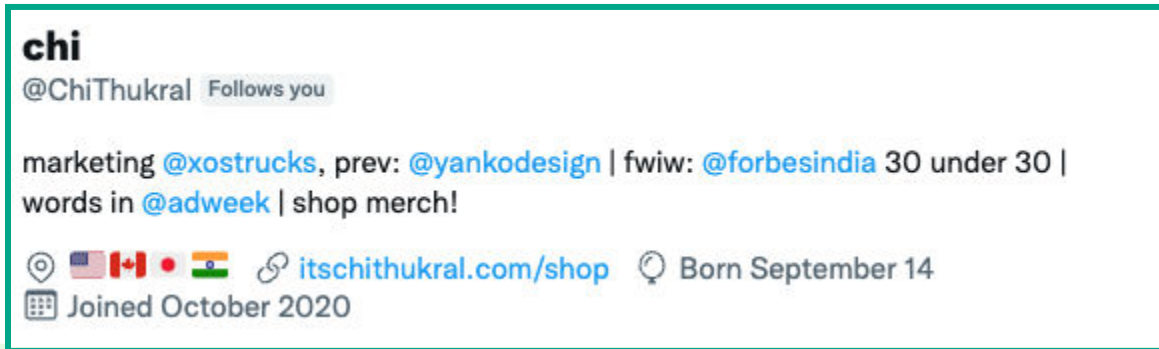 chi
@ChiThukral Follows you
marketing @xostrucks, prev: @yankodesign | fwiw: @forbesindia 30 under 30 |
words in @adweek | shop merch!
🇺🇸🇨🇦🇯🇵🇮🇳 itschithukral.com/shop Born September 14
Joined October 2020